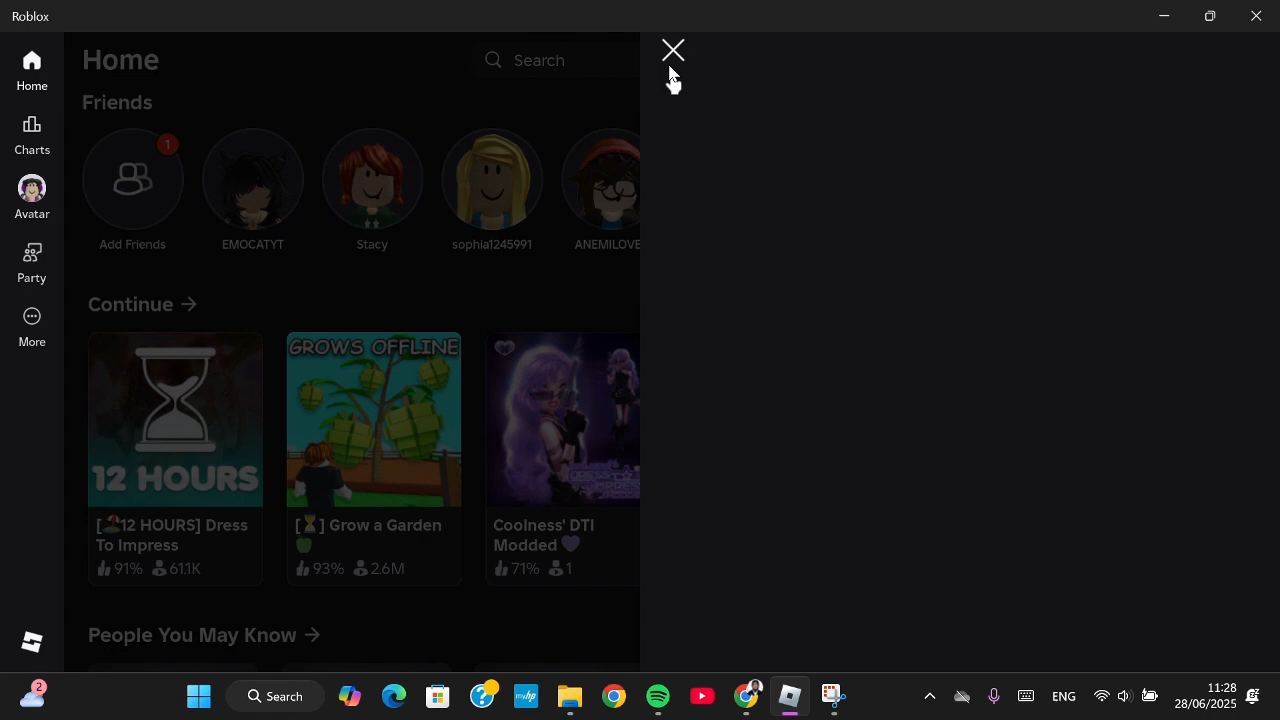 Roblox
Home
Charts
Avatar
Party
More
Home
Search
Friends
1
Add Friends
EMOCATYT
Stacy
sophia1245991
ANEMILOVE
Continue →
GROWS OFFLINE
12 HOURS
[🏖️12 HOURS] Dress
To Impress
91% 61.1K
[⏳] Grow a Garden
🍏
93% 2.6M
Coolness' DTI
Modded 💜
71% 1
People You May Know →
2
Search
myhp
ENG
11:28
28/06/2025